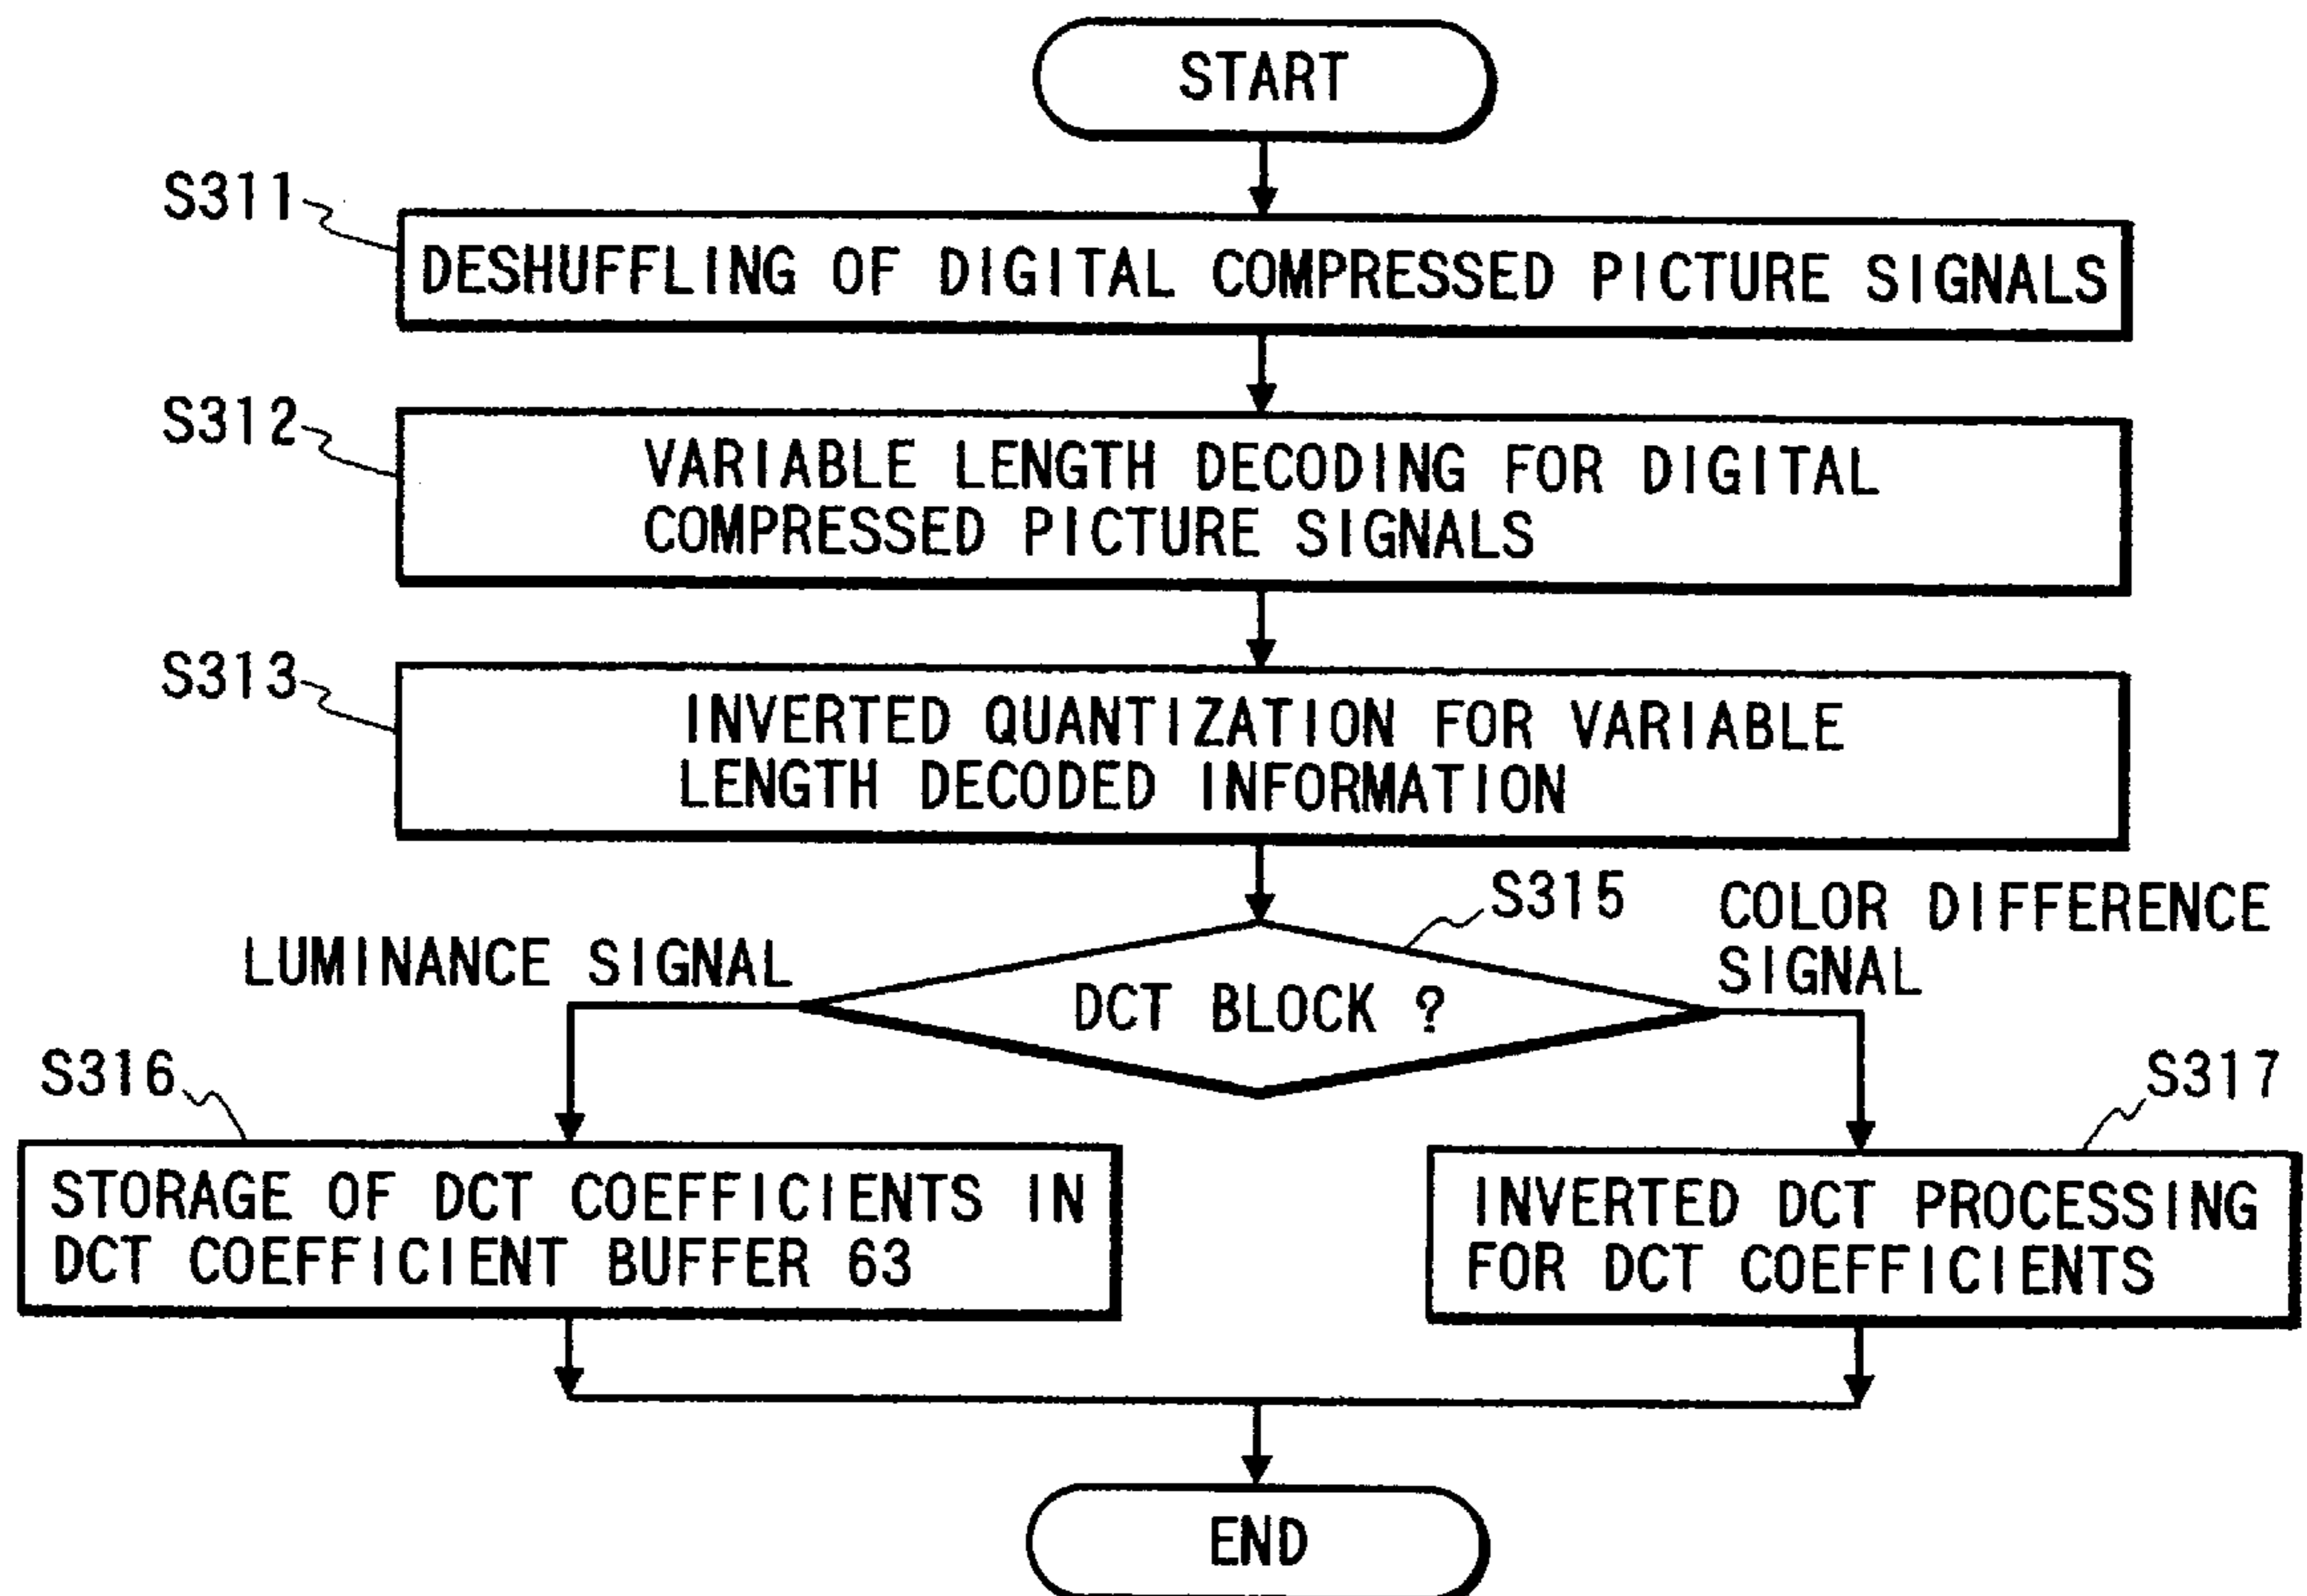 START
S311
DESHUFFLING OF DIGITAL COMPRESSED PICTURE SIGNALS
S312
VARIABLE LENGTH DECODING FOR DIGITAL
COMPRESSED PICTURE SIGNALS
S313
INVERTED QUANTIZATION FOR VARIABLE
LENGTH DECODED INFORMATION
S315
COLOR DIFFERENCE
SIGNAL
LUMINANCE SIGNAL
DCT BLOCK ?
S316
S317
STORAGE OF DCT COEFFICIENTS IN
DCT COEFFICIENT BUFFER 63
INVERTED DCT PROCESSING
FOR DCT COEFFICIENTS
END